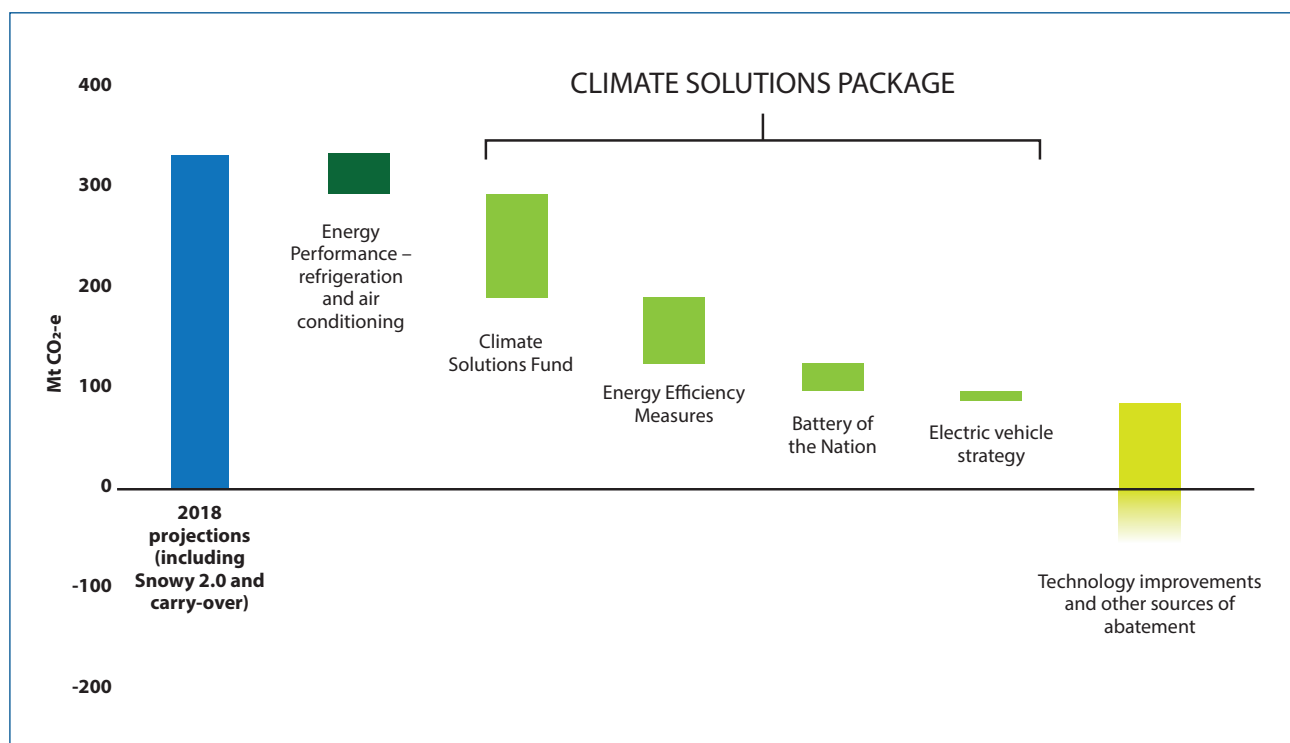 CLIMATE SOLUTIONS PACKAGE
Mt CO₂-e
400
300
200
100
0
-100
-200
2018
projections
(including
Snowy 2.0 and
carry-over)
Energy
Performance –
refrigeration
and air
conditioning
Climate
Solutions Fund
Energy Efficiency
Measures
Battery of
the Nation
Electric vehicle
strategy
Technology improvements
and other sources of
abatement